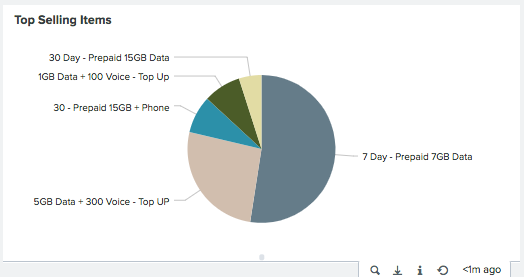 Top Selling Items
30 Day - Prepaid 15GB Data
1GB Data + 100 Voice - Top Up
30 - Prepaid 15GB + Phone
7 Day - Prepaid 7GB Data
5GB Data + 300 Voice - Top UP
<1m ago